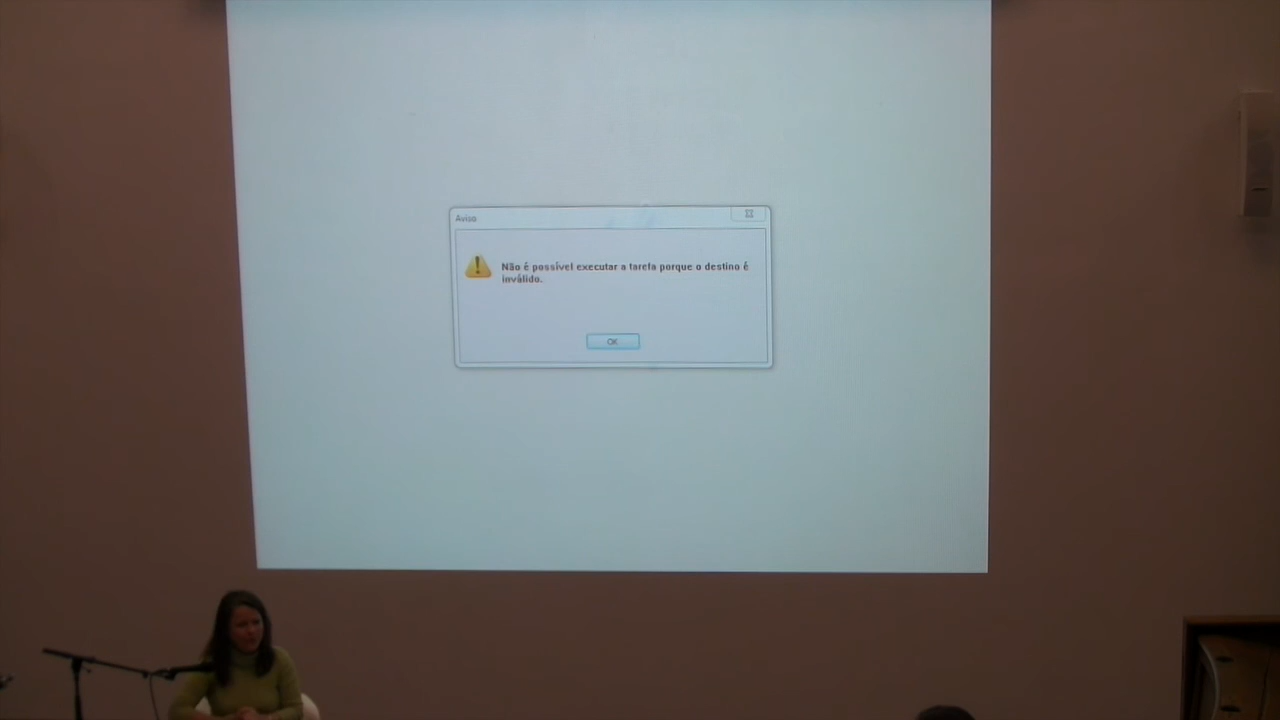 Aviso
Não é possível executar a tarefa porque o destino é
inválido.
OK